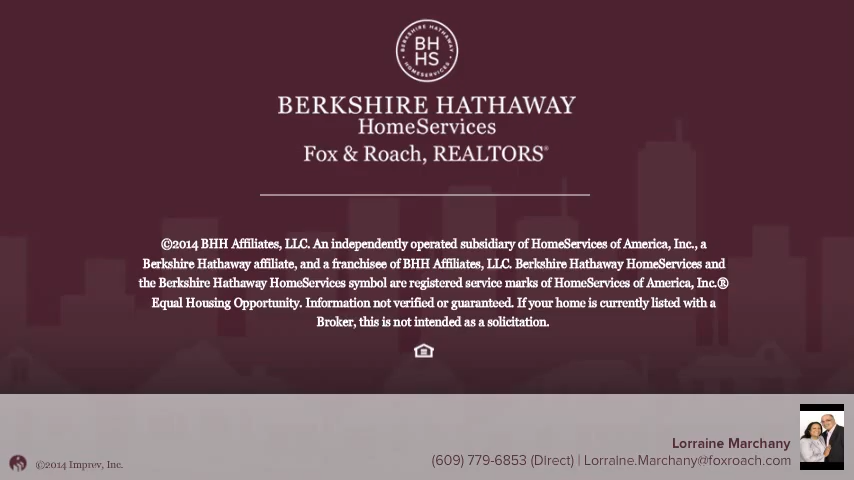 BERKSHIRE HATHAWAY
HOMESERVICES
BH
HS
BERKSHIRE HATHAWAY
HomeServices
Fox & Roach, REALTORS®
©2014 BHH Affiliates, LLC. An independently operated subsidiary of HomeServices of America, Inc., a
Berkshire Hathaway affiliate, and a franchisee of BHH Affiliates, LLC. Berkshire Hathaway HomeServices and
the Berkshire Hathaway HomeServices symbol are registered service marks of HomeServices of America, Inc.®
Equal Housing Opportunity. Information not verified or guaranteed. If your home is currently listed with a
Broker, this is not intended as a solicitation.
Lorraine Marchany
(609) 779-6853 (Direct) | Lorraine.Marchany@foxroach.com
©2014 Imprev, Inc.